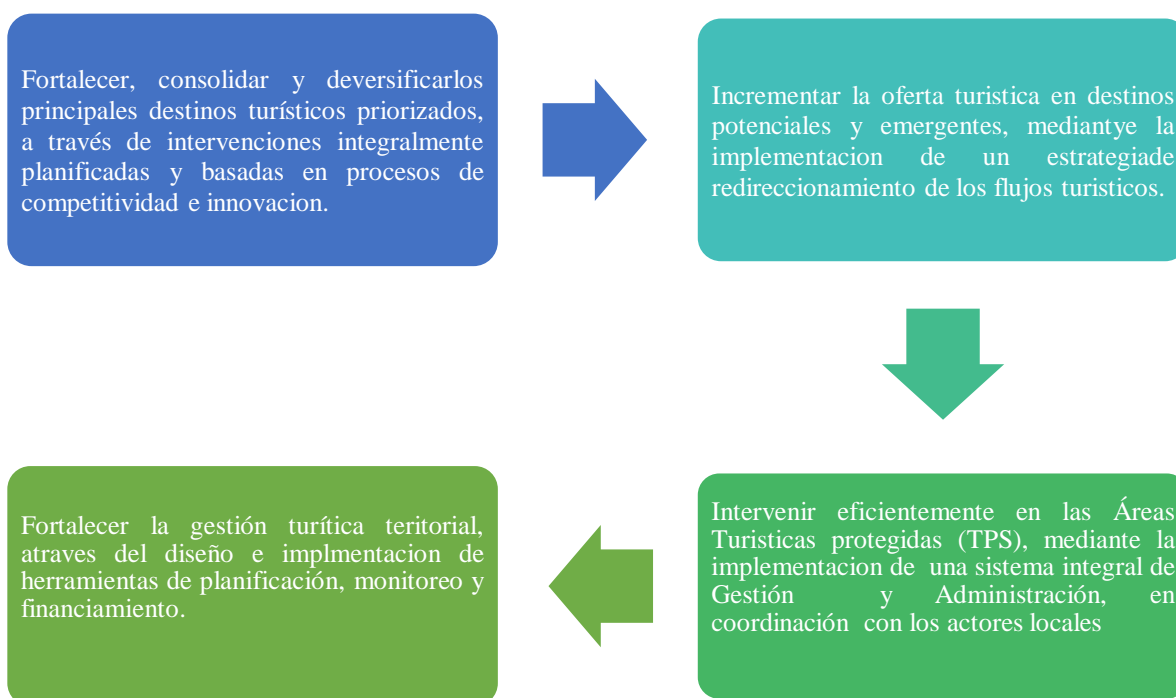 Fortalecer, consolidar y deversificarlos
principales destinos turísticos priorizados,
a través de intervenciones integralmente
planificadas y basadas en procesos de
competitividad e innovacion.
Incrementar la oferta turistica en destinos
potenciales y emergentes, mediantye la
implementacion de un estrategiade
redireccionamiento de los flujos turisticos.
Intervenir eficientemente en las Áreas
Turisticas protegidas (TPS), mediante la
implementacion de una sistema integral de
Gestión y Administración, en
coordinación con los actores locales
Fortalecer la gestión turítica teritorial,
atraves del diseño e implmentacion de
herramientas de planificación, monitoreo y
financiamiento.